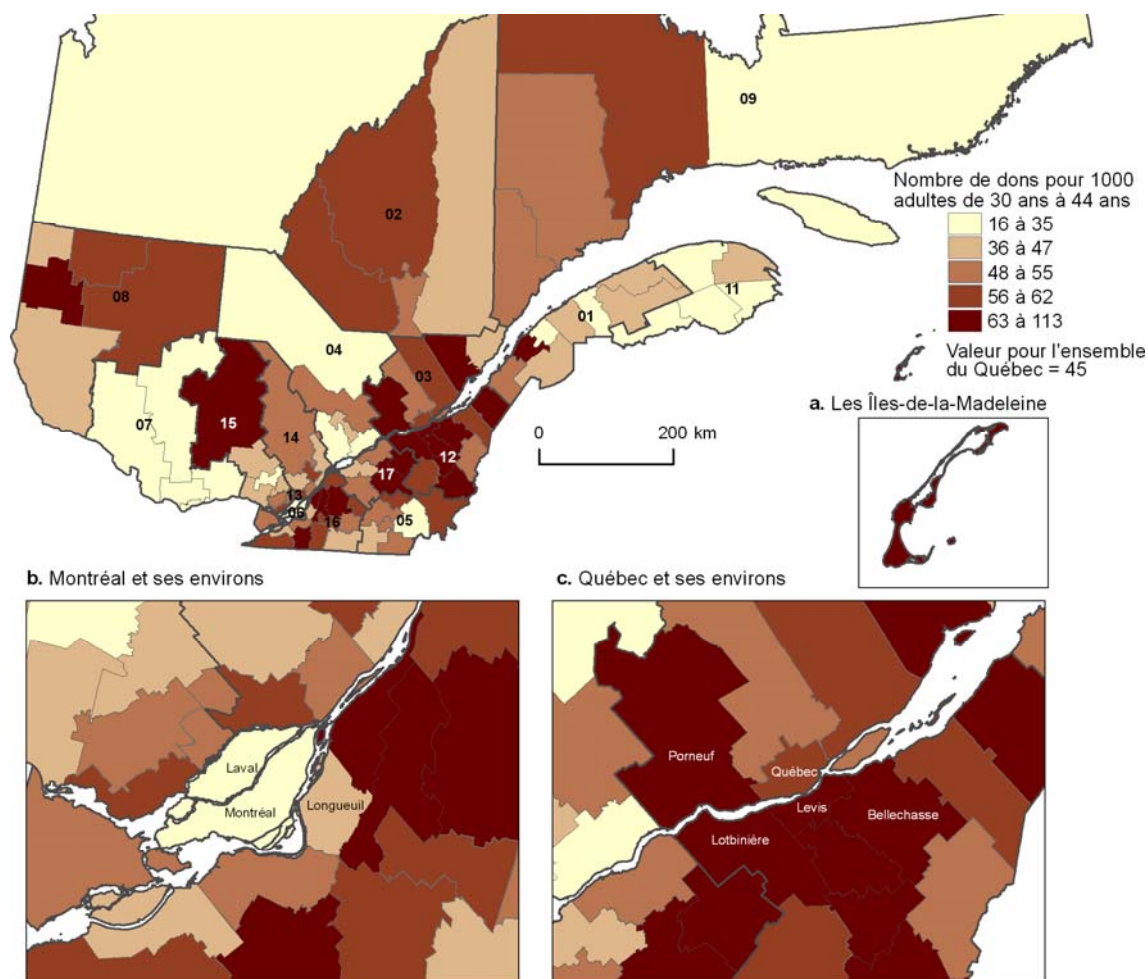 09
02
Nombre de dons pour 1000
adultes de 30 ans à 44 ans
16 à 35
36 à 47
48 à 55
56 à 62
63 à 113
Valeur pour l'ensemble
du Québec = 45
08
11
01
04
03
07
15
14
12
17
13
06
16
05
0
200 km
a. Les Îles-de-la-Madeleine
b. Montréal et ses environs
c. Québec et ses environs
Laval
Montréal
Longueuil
Porneuf
Québec
Levis
Bellechasse
Lotbinière